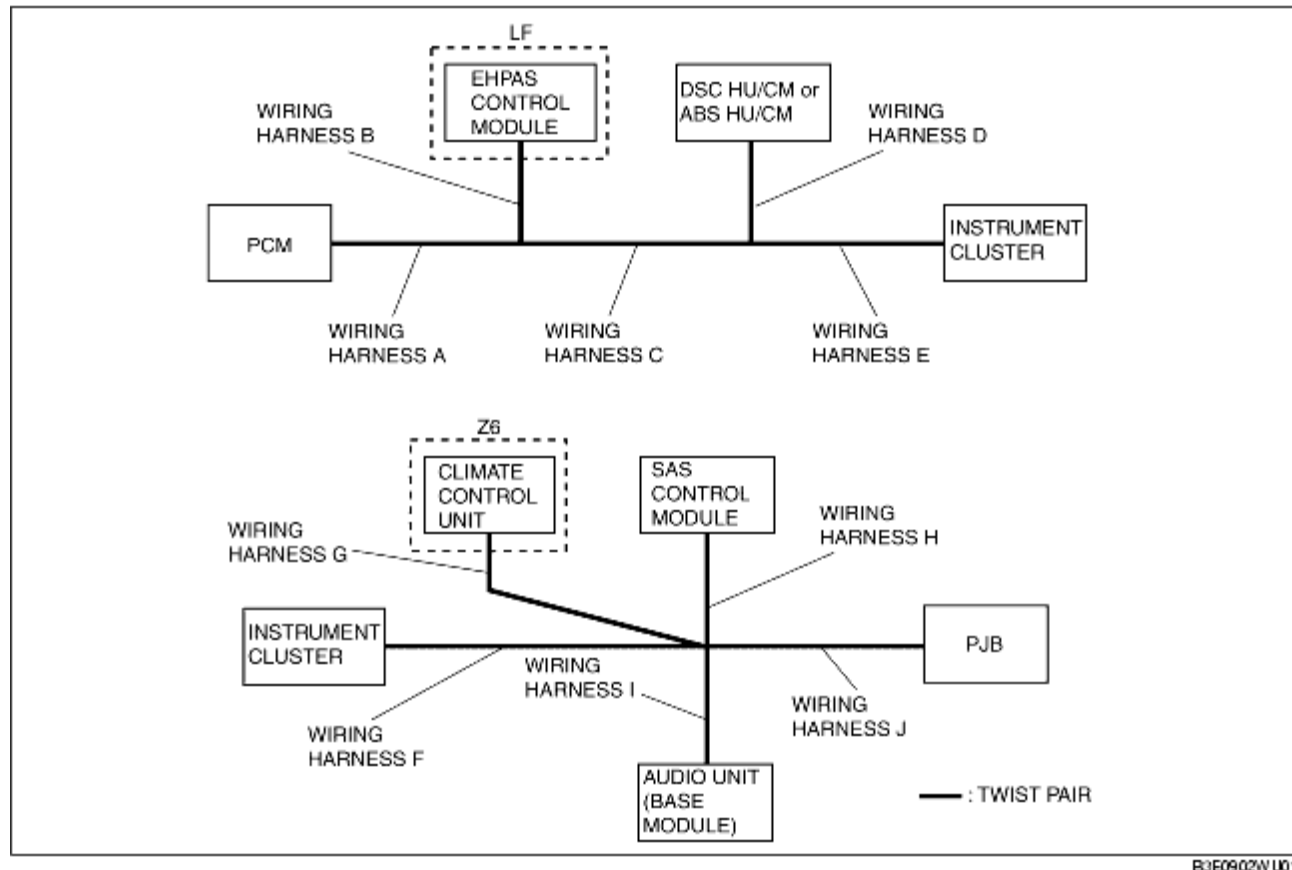 LF
EHPAS
CONTROL
MODULE
DSC HU/CM or
ABS HU/CM
WIRING
HARNESS B
WIRING
HARNESS D
PCM
INSTRUMENT
CLUSTER
WIRING
HARNESS A
WIRING
HARNESS C
WIRING
HARNESS E
Z6
CLIMATE
CONTROL
UNIT
SAS
CONTROL
MODULE
WIRING
HARNESS G
WIRING
HARNESS H
INSTRUMENT
CLUSTER
PJB
WIRING
HARNESS I
WIRING
HARNESS F
WIRING
HARNESS J
AUDIO UNIT
(BASE
MODULE)
: TWIST PAIR